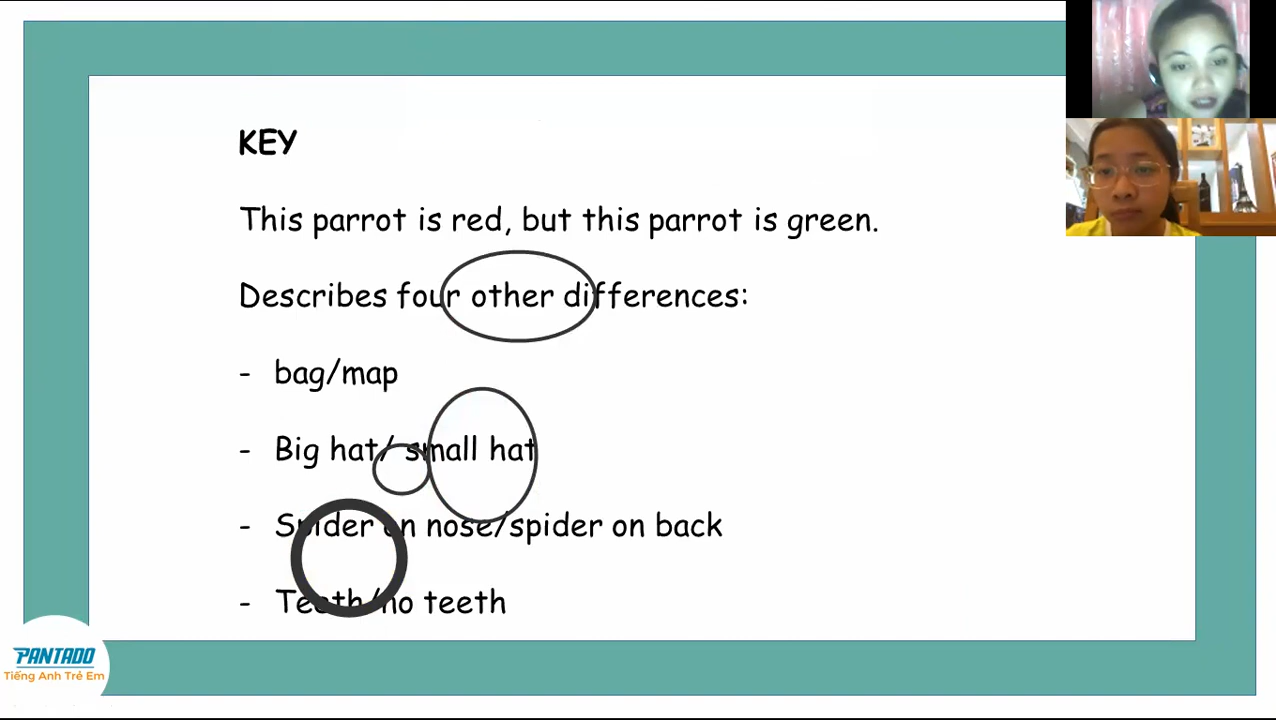 KEY
This parrot is red, but this parrot is green.
Describes four other differences:
- bag/map
- Big hat/ small hat
- Spider on nose/spider on back
- Teeth/no teeth
PANTADO
Tiếng Anh Trẻ Em